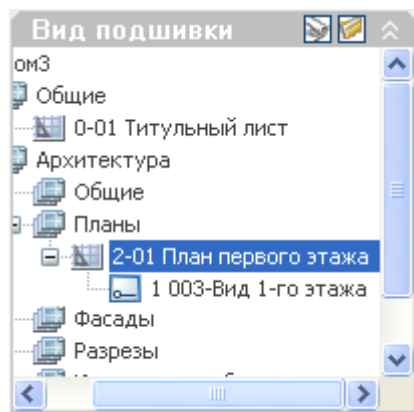 Вид подшивки
ом3
Общие
0-01 Титульный лист
Архитектура
Общие
Планы
2-01 План первого этажа
1 003-Вид 1-го этажа
Фасады
Разрезы